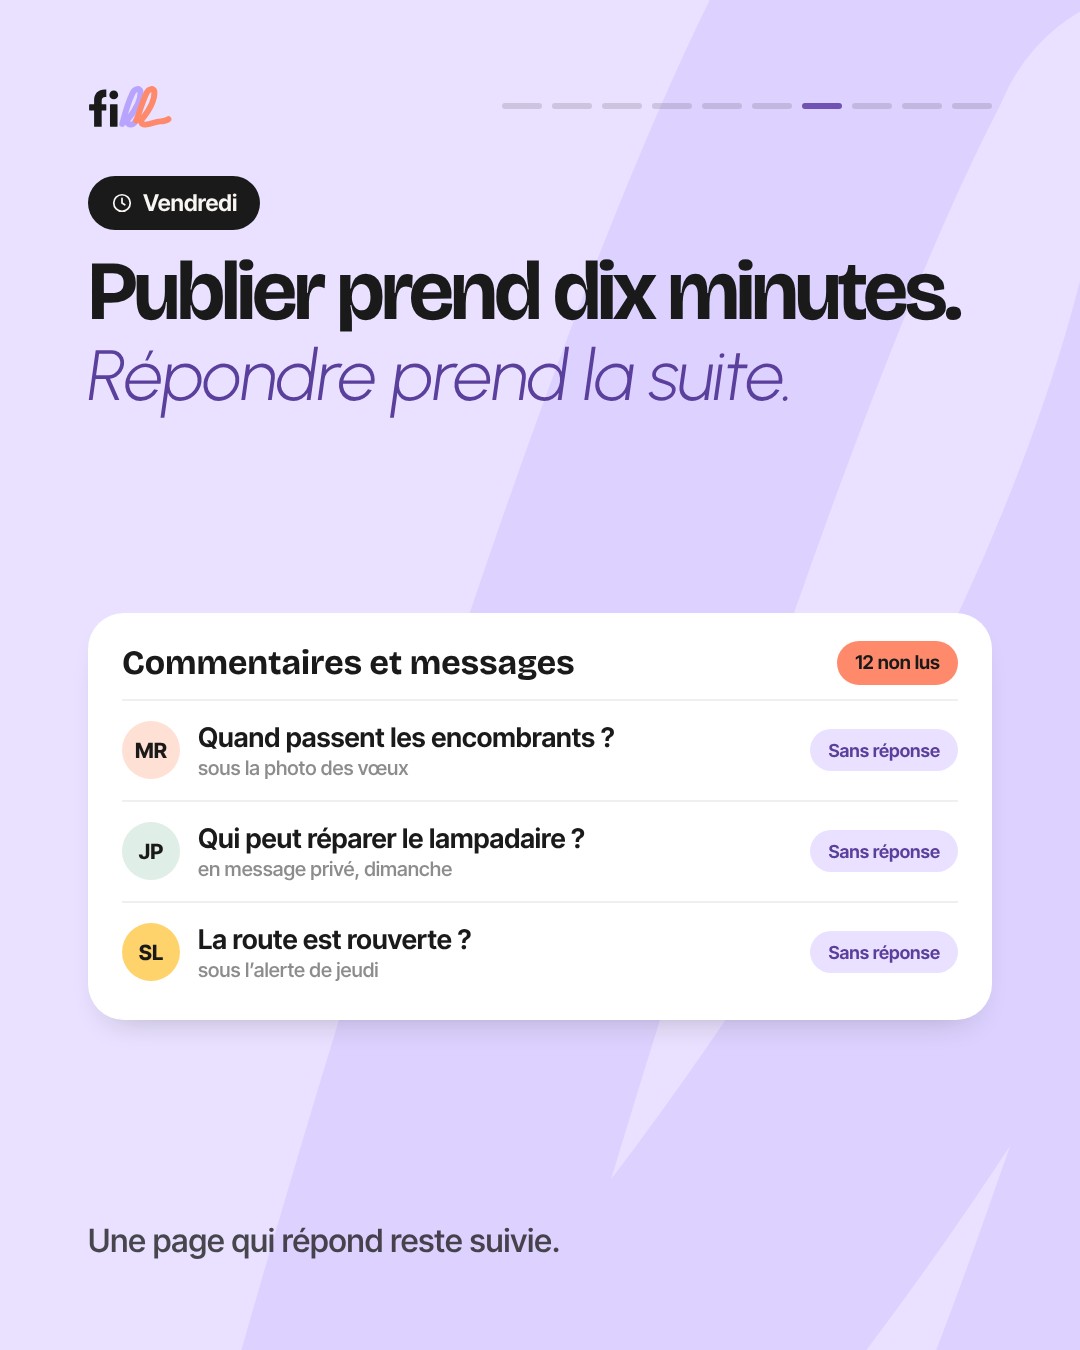 fill
Vendredi
Publier prend dix minutes.
Répondre prend la suite.
Commentaires et messages
12 non lus
MR
Quand passent les encombrants ?
sous la photo des vœux
Sans réponse
JP
Qui peut réparer le lampadaire ?
en message privé, dimanche
Sans réponse
SL
La route est rouverte ?
sous l’alerte de jeudi
Sans réponse
Une page qui répond reste suivie.